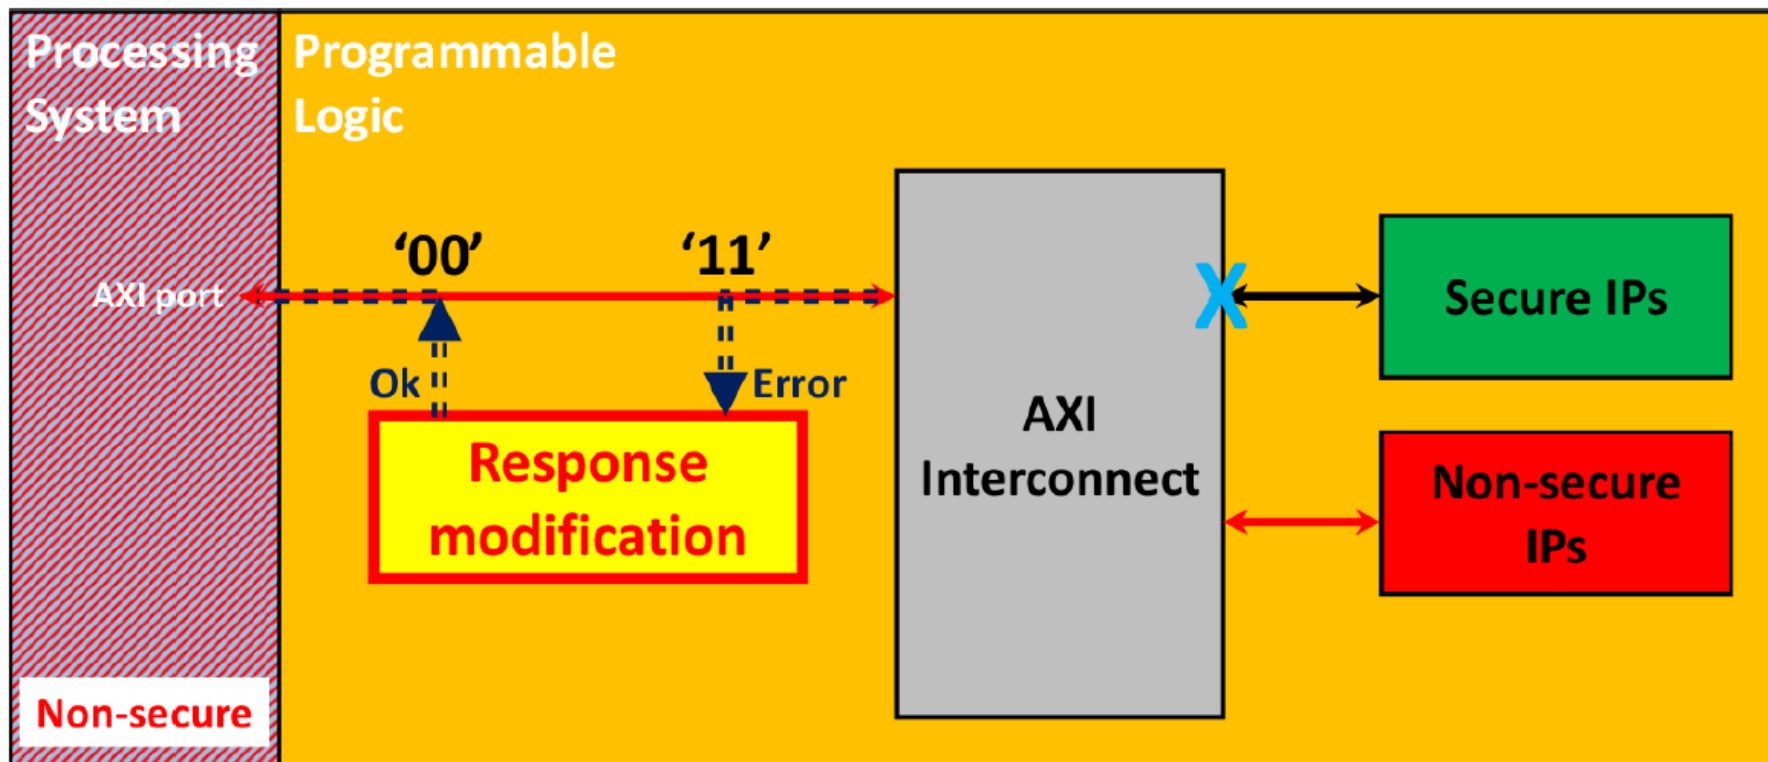 Processing
System
Programmable
Logic
‘00’
‘11’
AXI port
Ok
Error
Response
modification
AXI
Interconnect
X
Secure IPs
Non-secure
IPs
Non-secure